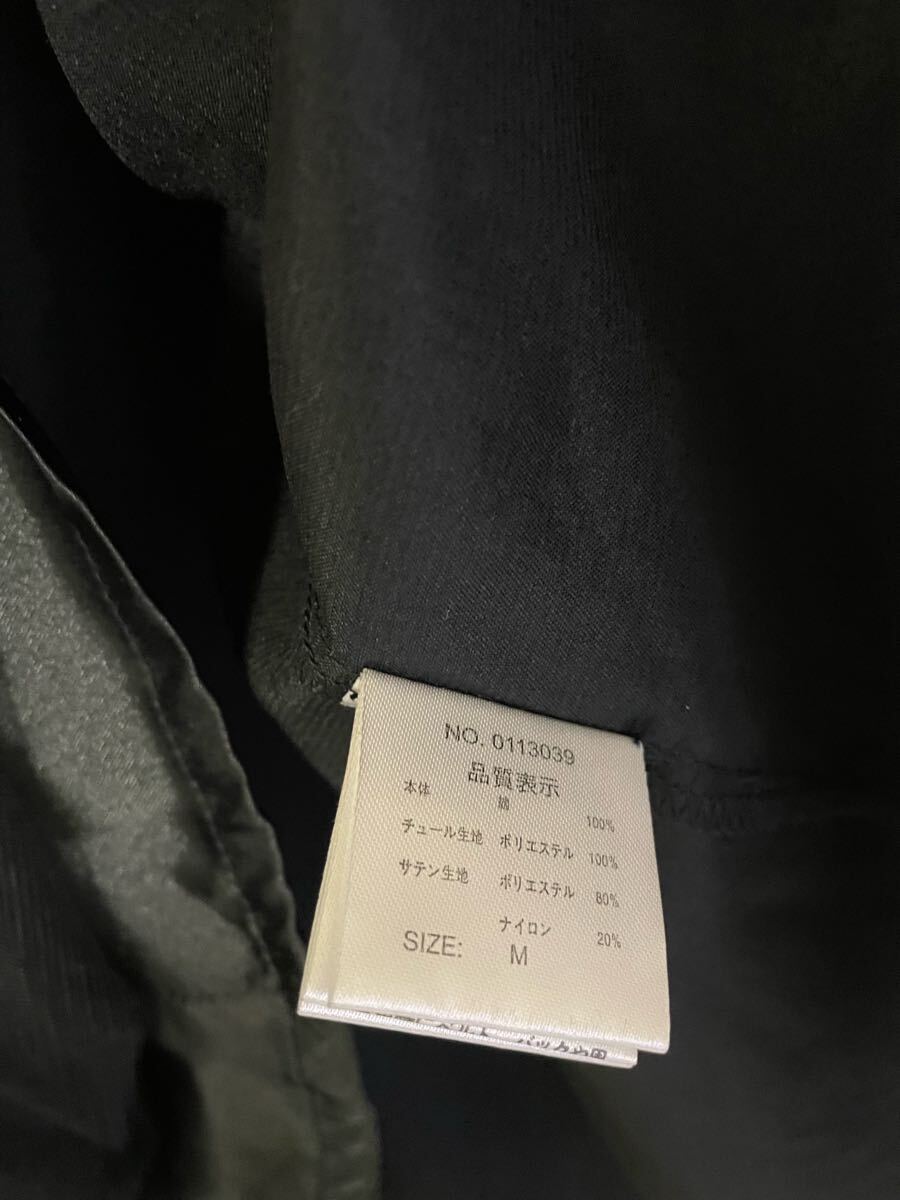 NO. 0113039
品質表示
本体 綿 100%
チュール生地 ポリエステル 100%
サテン生地 ポリエステル 80%
ナイロン 20%
SIZE: M